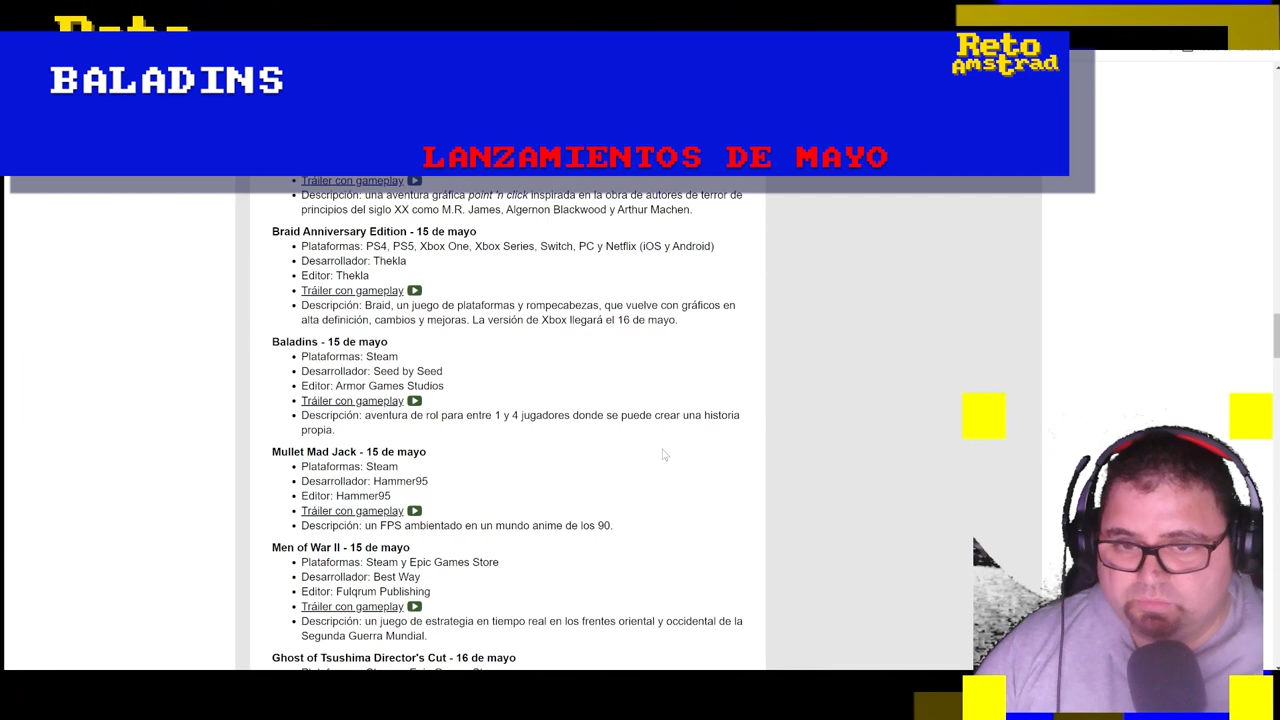 Reto
BALADINS
Reto
Amstrad
LANZAMIENTOS DE MAYO
Tráiler con gameplay
Descripción: una aventura gráfica point 'n click inspirada en la obra de autores de terror de
principios del siglo XX como M.R. James, Algernon Blackwood y Arthur Machen.
Braid Anniversary Edition - 15 de mayo
• Plataformas: PS4, PS5, Xbox One, Xbox Series, Switch, PC y Netflix (iOS y Android)
• Desarrollador: Thekla
• Editor: Thekla
• Tráiler con gameplay
• Descripción: Braid, un juego de plataformas y rompecabezas, que vuelve con gráficos en
alta definición, cambios y mejoras. La versión de Xbox llegará el 16 de mayo.
Baladins - 15 de mayo
• Plataformas: Steam
• Desarrollador: Seed by Seed
• Editor: Armor Games Studios
• Tráiler con gameplay
• Descripción: aventura de rol para entre 1 y 4 jugadores donde se puede crear una historia
propia.
Mullet Mad Jack - 15 de mayo
• Plataformas: Steam
• Desarrollador: Hammer95
• Editor: Hammer95
• Tráiler con gameplay
• Descripción: un FPS ambientado en un mundo anime de los 90.
Men of War II - 15 de mayo
• Plataformas: Steam y Epic Games Store
• Desarrollador: Best Way
• Editor: Fulqrum Publishing
• Tráiler con gameplay
• Descripción: un juego de estrategia en tiempo real en los frentes oriental y occidental de la
Segunda Guerra Mundial.
Ghost of Tsushima Director's Cut - 16 de mayo